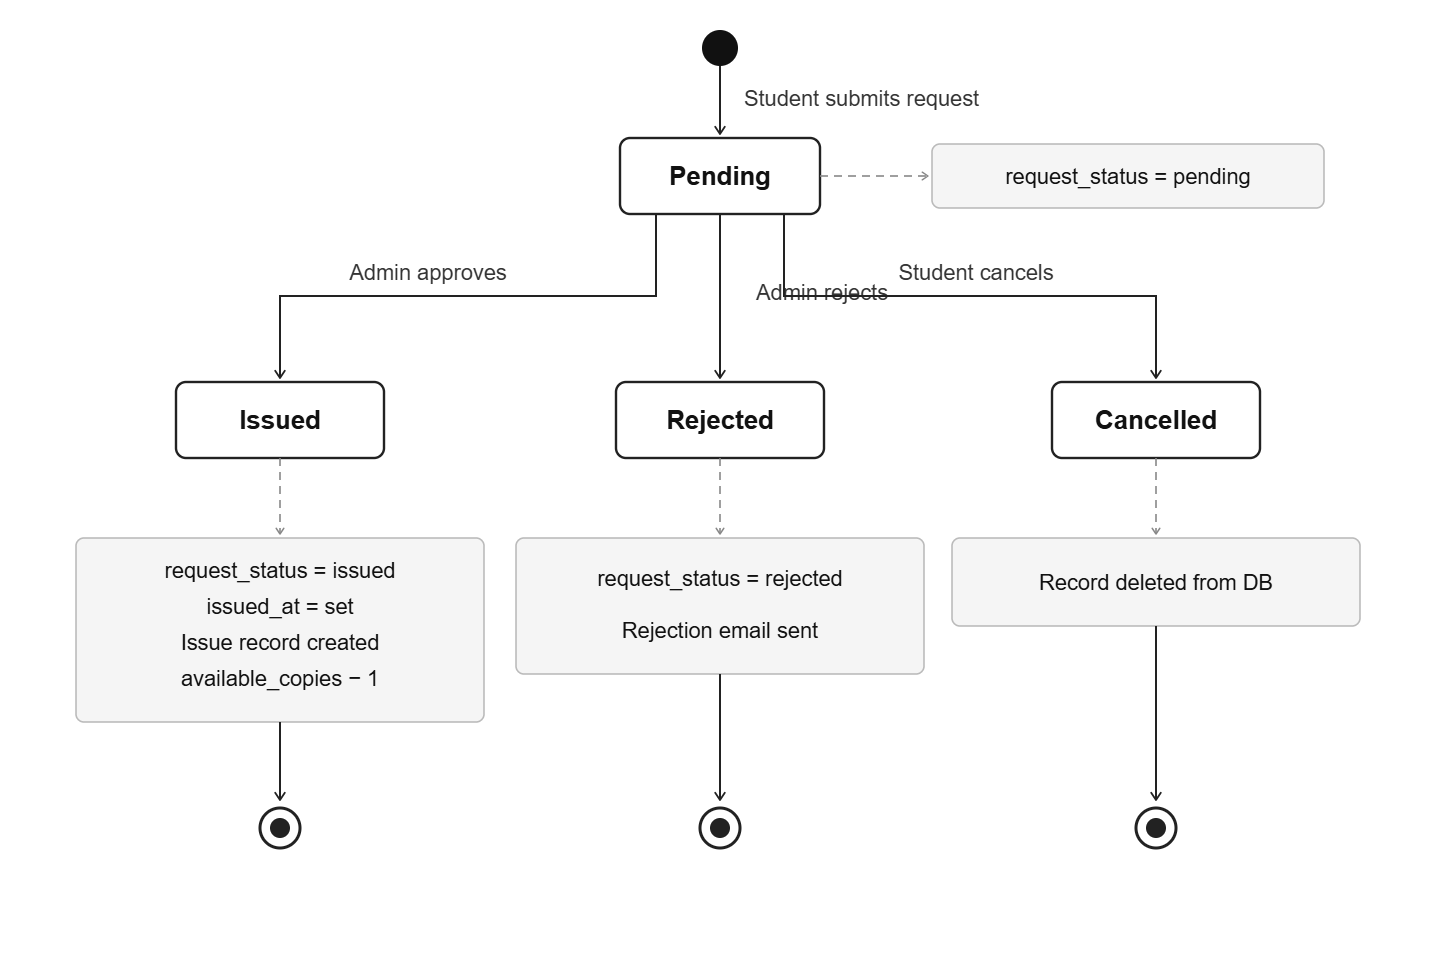 Student submits request
Pending
request_status = pending
Admin approves
Student cancels
Admin rejects
Issued
Rejected
Cancelled
request_status = issued
issued_at = set
Issue record created
available_copies − 1
request_status = rejected
Rejection email sent
Record deleted from DB